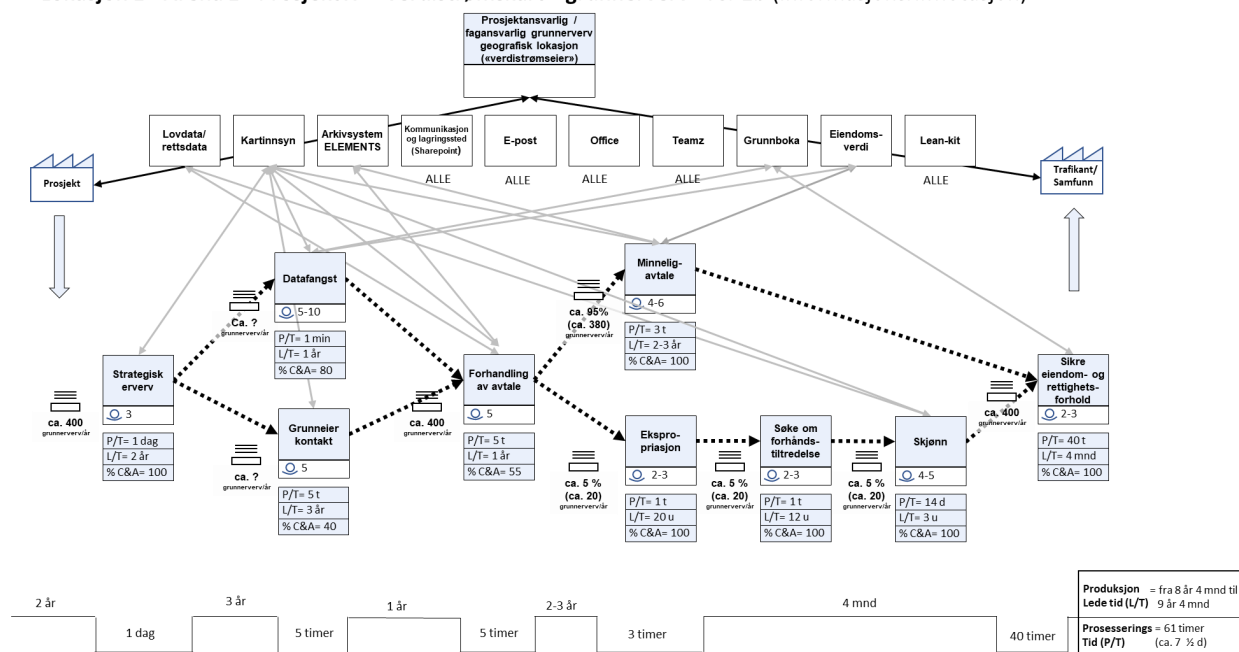 Prosjektansvarlig /
fagansvarlig grunnerverv
geografisk lokasjon
(«verdistrømseier»)
Lovdata/
rettsdata
Kartinnsyn
Arkivsystem
ELEMENTS
Kommunikasjon
og lagringssted
(Sharepoint)
E-post
Office
Teamz
Grunnboka
Eiendoms-
verdi
Lean-kit
ALLE
ALLE
ALLE
ALLE
ALLE
Prosjekt
Trafikant/
Samfunn
Datafangst
5-10
P/T= 1 min
L/T= 1 år
% C&A= 80
Ca. ?
grunnerverv/år
Minnelig-
avtale
4-6
P/T= 3 t
L/T= 2-3 år
% C&A= 100
ca. 95%
(ca. 380)
grunnerverv/år
ca. 400
grunnerverv/år
Strategisk
erverv
3
P/T= 1 dag
L/T= 2 år
% C&A= 100
ca. ?
grunnerverv/år
Grunneier
kontakt
5
P/T= 5 t
L/T= 3 år
% C&A= 40
ca. 400
grunnerverv/år
Forhandling
av avtale
5
P/T= 5 t
L/T= 1 år
% C&A= 55
ca. 5 %
(ca. 20)
grunnerverv/år
Ekspro-
priasjon
2-3
P/T= 1 t
L/T= 20 u
% C&A= 100
ca. 5 %
(ca. 20)
grunnerverv/år
Søke om
forhånds-
tiltredelse
2-3
P/T= 1 t
L/T= 12 u
% C&A= 100
ca. 5 %
(ca. 20)
grunnerverv/år
Skjønn
4-5
P/T= 14 d
L/T= 3 u
% C&A= 100
ca. 400
grunnerverv/år
Sikre
eiendom- og
rettighets-
forhold
2-3
P/T= 40 t
L/T= 4 mnd
% C&A= 100
2 år
1 dag
3 år
5 timer
1 år
5 timer
2-3 år
3 timer
4 mnd
40 timer
Produksjon = fra 8 år 4 mnd til
Lede tid (L/T) 9 år 4 mnd
Prosesserings = 61 timer
Tid (P/T) (ca. 7 ½ d)